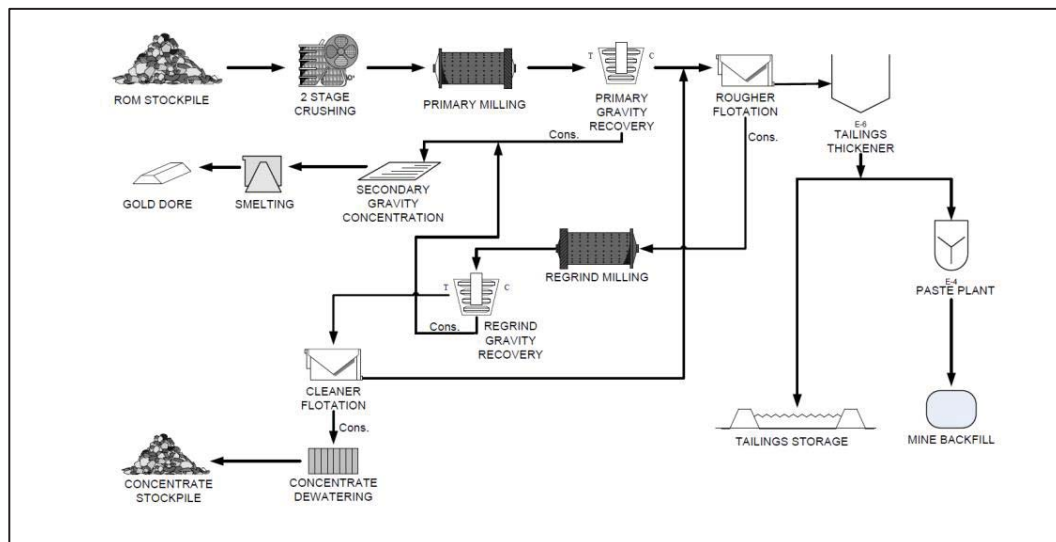 ROM STOCKPILE
2 STAGE
CRUSHING
PRIMARY MILLING
T
C
PRIMARY
GRAVITY
RECOVERY
Cons.
ROUGHER
FLOTATION
Cons.
E-6
TAILINGS
THICKENER
GOLD DORE
SMELTING
SECONDARY
GRAVITY
CONCENTRATION
REGRIND MILLING
T
C
Cons.
REGRIND
GRAVITY
RECOVERY
E-4
PASTE PLANT
CLEANER
FLOTATION
Cons.
TAILINGS STORAGE
MINE BACKFILL
CONCENTRATE
STOCKPILE
CONCENTRATE
DEWATERING